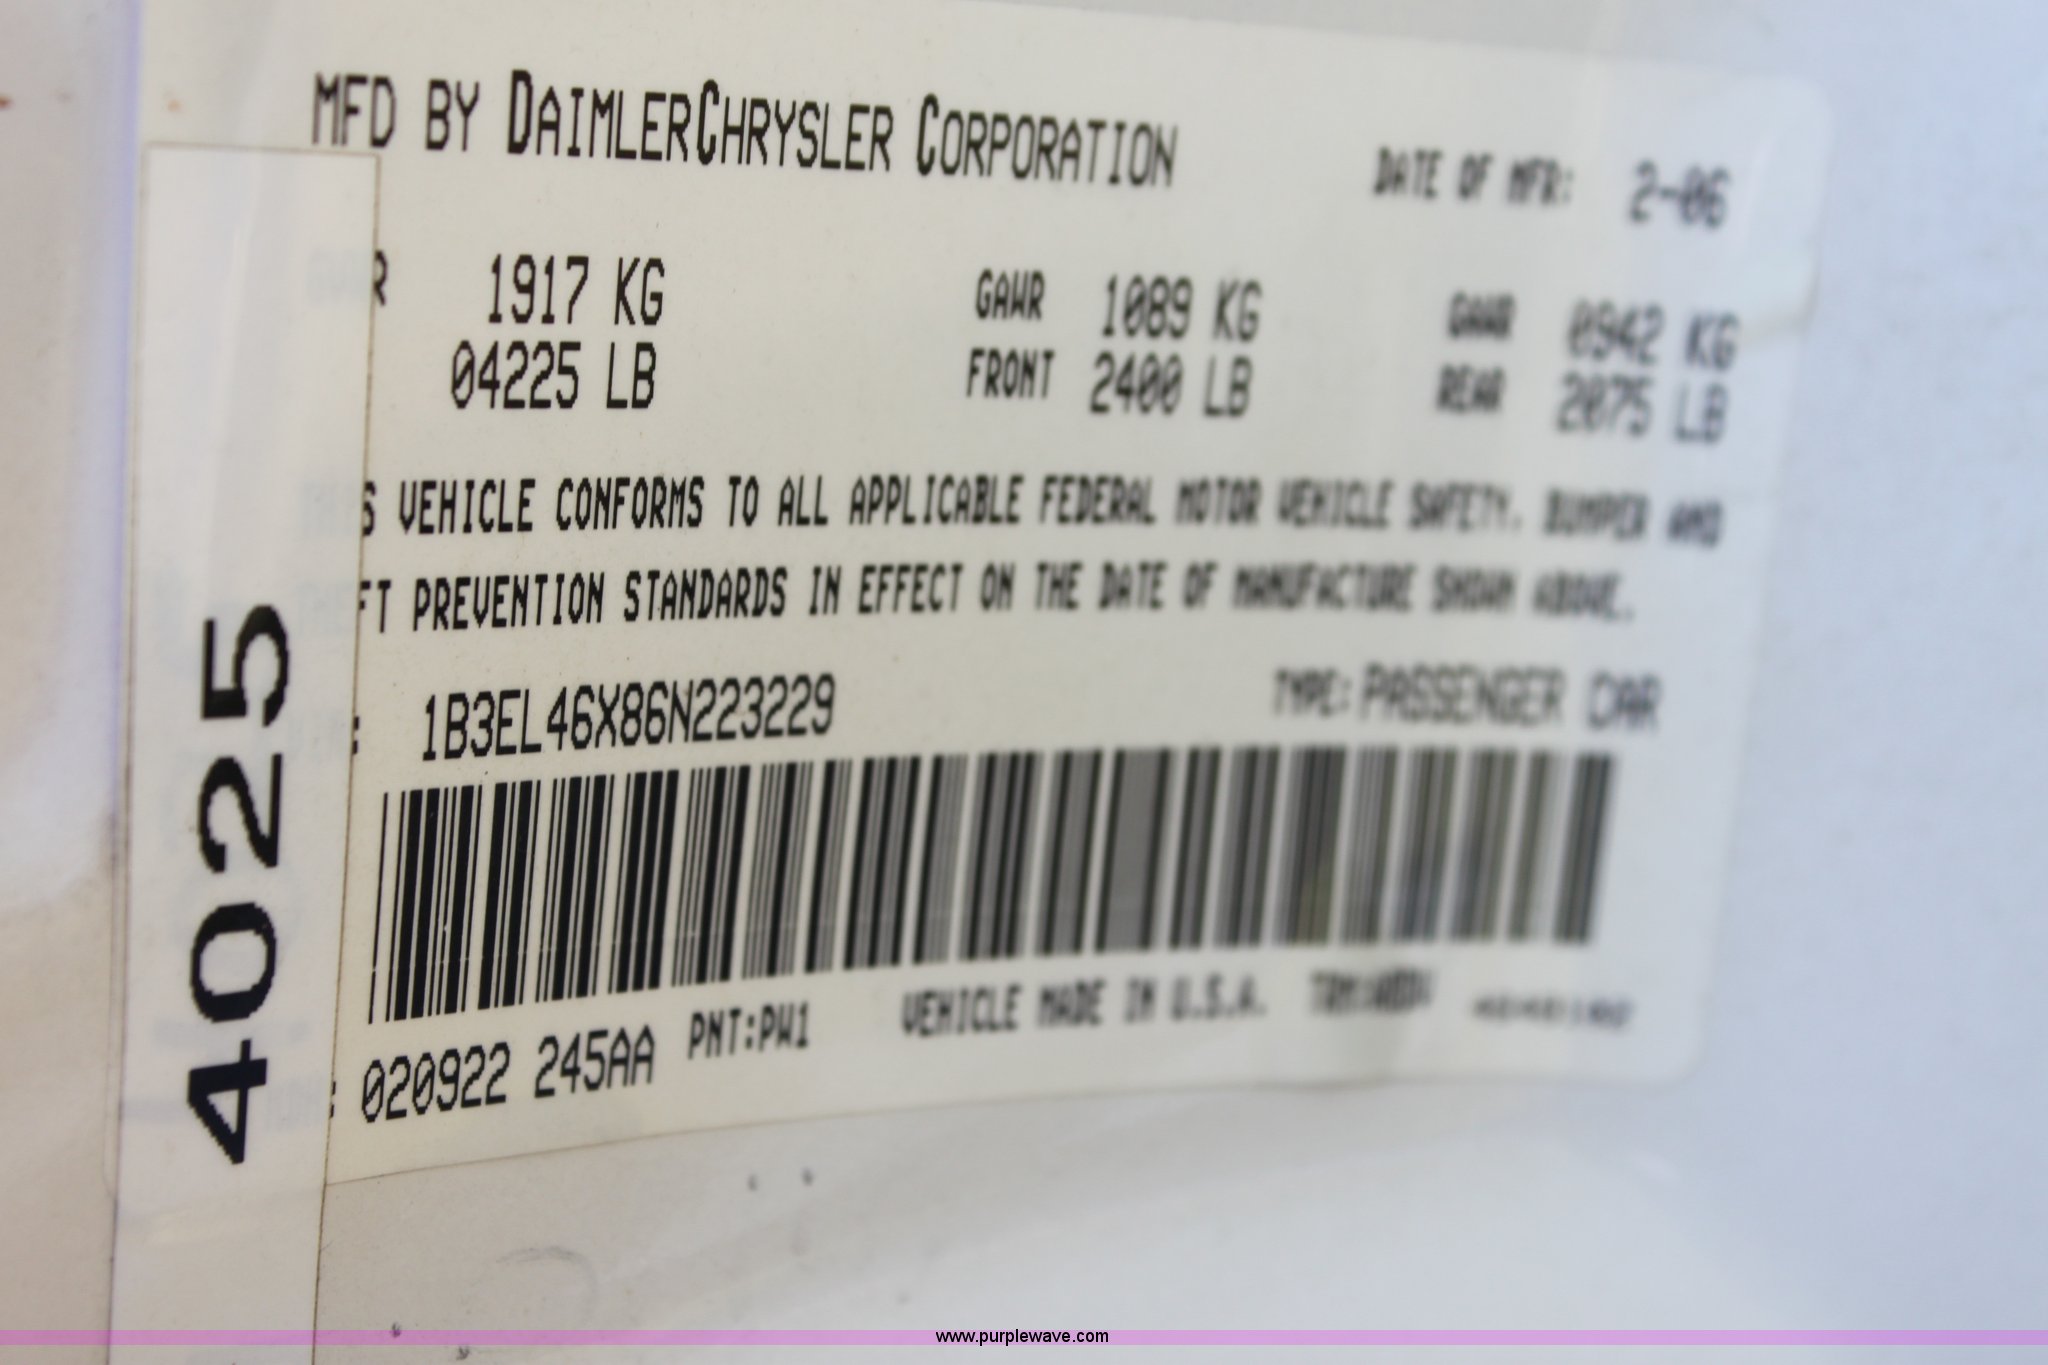 MFD BY DAIMLERCHRYSLER CORPORATION
DATE OF MFR: 2-06
R 1917 KG GAWR 1089 KG GAWR 0942 KG
04225 LB FRONT 2400 LB REAR 2075 LB
S VEHICLE CONFORMS TO ALL APPLICABLE FEDERAL MOTOR VEHICLE SAFETY, BUMPER AND
FT PREVENTION STANDARDS IN EFFECT ON THE DATE OF MANUFACTURE SHOWN ABOVE.
: 1B3EL46X86N223229 TYPE: PASSENGER CAR
: 020922 245AA PNT:PW1 VEHICLE MADE IN U.S.A.
4025
www.purplewave.com